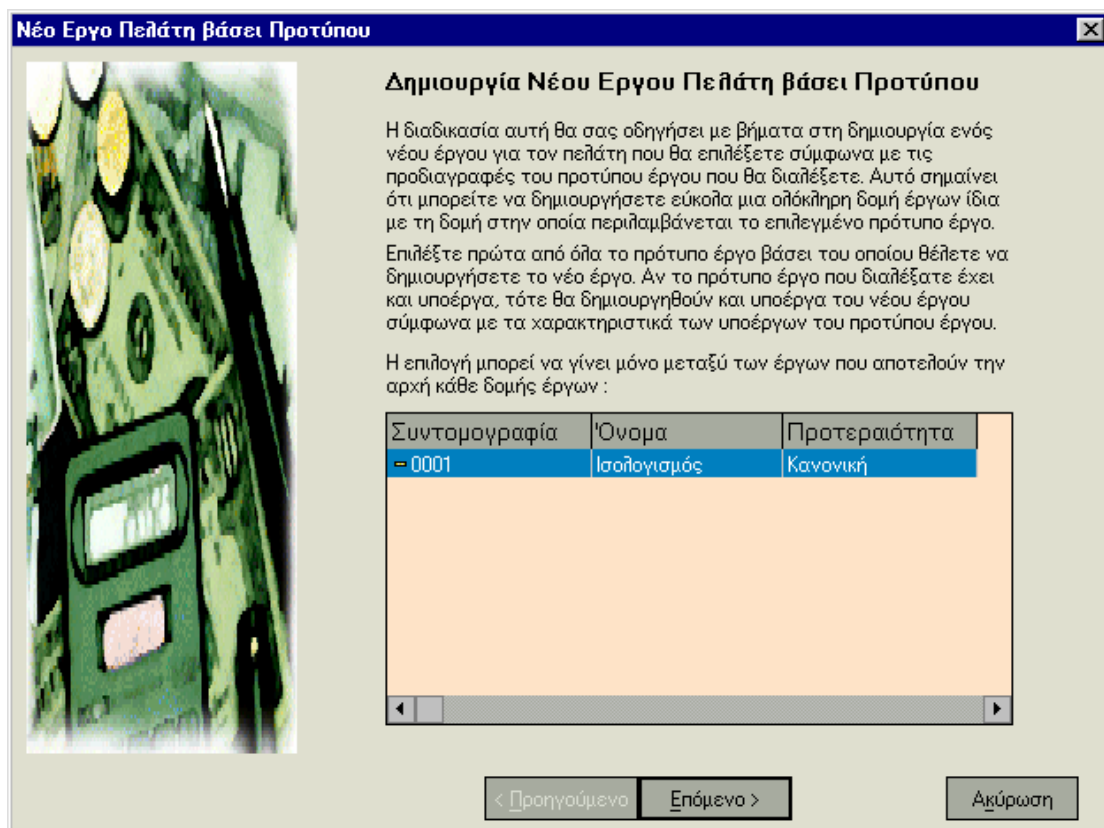 Νέο Εργο Πελάτη βάσει Προτύπου
Δημιουργία Νέου Εργου Πελάτη βάσει Προτύπου
Η διαδικασία αυτή θα σας οδηγήσει με βήματα στη δημιουργία ενός
νέου έργου για τον πελάτη που θα επιλέξετε σύμφωνα με τις
προδιαγραφές του προτύπου έργου που θα διαλέξετε. Αυτό σημαίνει
ότι μπορείτε να δημιουργήσετε εύκολα μια ολόκληρη δομή έργων ίδια
με τη δομή στην οποία περιλαμβάνεται το επιλεγμένο πρότυπο έργο.
Επιλέξτε πρώτα από όλα το πρότυπο έργο βάσει του οποίου θέλετε να
δημιουργήσετε το νέο έργο. Αν το πρότυπο έργο που διαλέξατε έχει
και υποέργα, τότε θα δημιουργηθούν και υποέργα του νέου έργου
σύμφωνα με τα χαρακτηριστικά των υποέργων του προτύπου έργου.
Η επιλογή μπορεί να γίνει μόνο μεταξύ των έργων που αποτελούν την
αρχή κάθε δομής έργων :
Συντομογραφία Όνομα Προτεραιότητα
0001 Ισολογισμός Κανονική
< Προηγούμενο Επόμενο > Ακύρωση